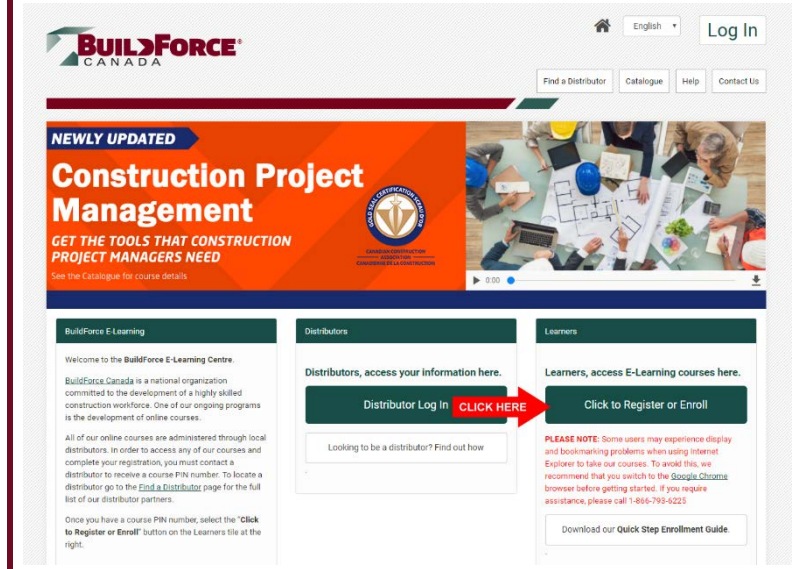 BUILDFORCE®
CANADA
English
Log In
Find a Distributor
Catalogue
Help
Contact Us
NEWLY UPDATED
Construction Project
Management
GET THE TOOLS THAT CONSTRUCTION
PROJECT MANAGERS NEED
See the Catalogue for course details
GOLD SEAL CERTIFICATION SCEAU D'OR
CANADIAN CONSTRUCTION
ASSOCIATION
CANADIENNE DE LA CONSTRUCTION
0:00
BuildForce E-Learning
Welcome to the BuildForce E-Learning Centre.
BuildForce Canada is a national organization
committed to the development of a highly skilled
construction workforce. One of our ongoing programs
is the development of online courses.
All of our online courses are administered through local
distributors. In order to access any of our courses and
complete your registration, you must contact a
distributor to receive a course PIN number. To locate a
distributor go to the Find a Distributor page for the full
list of our distributor partners.
Once you have a course PIN number, select the "Click
to Register or Enroll" button on the Learners tile at the
right.
Distributors
Distributors, access your information here.
Distributor Log In
CLICK HERE
Looking to be a distributor? Find out how
.
Learners
Learners, access E-Learning courses here.
Click to Register or Enroll
PLEASE NOTE: Some users may experience display
and bookmarking problems when using Internet
Explorer to take our courses. To avoid this, we
recommend that you switch to the Google Chrome
browser before getting started. If you require
assistance, please call 1-866-793-6225
Download our Quick Step Enrollment Guide.
.